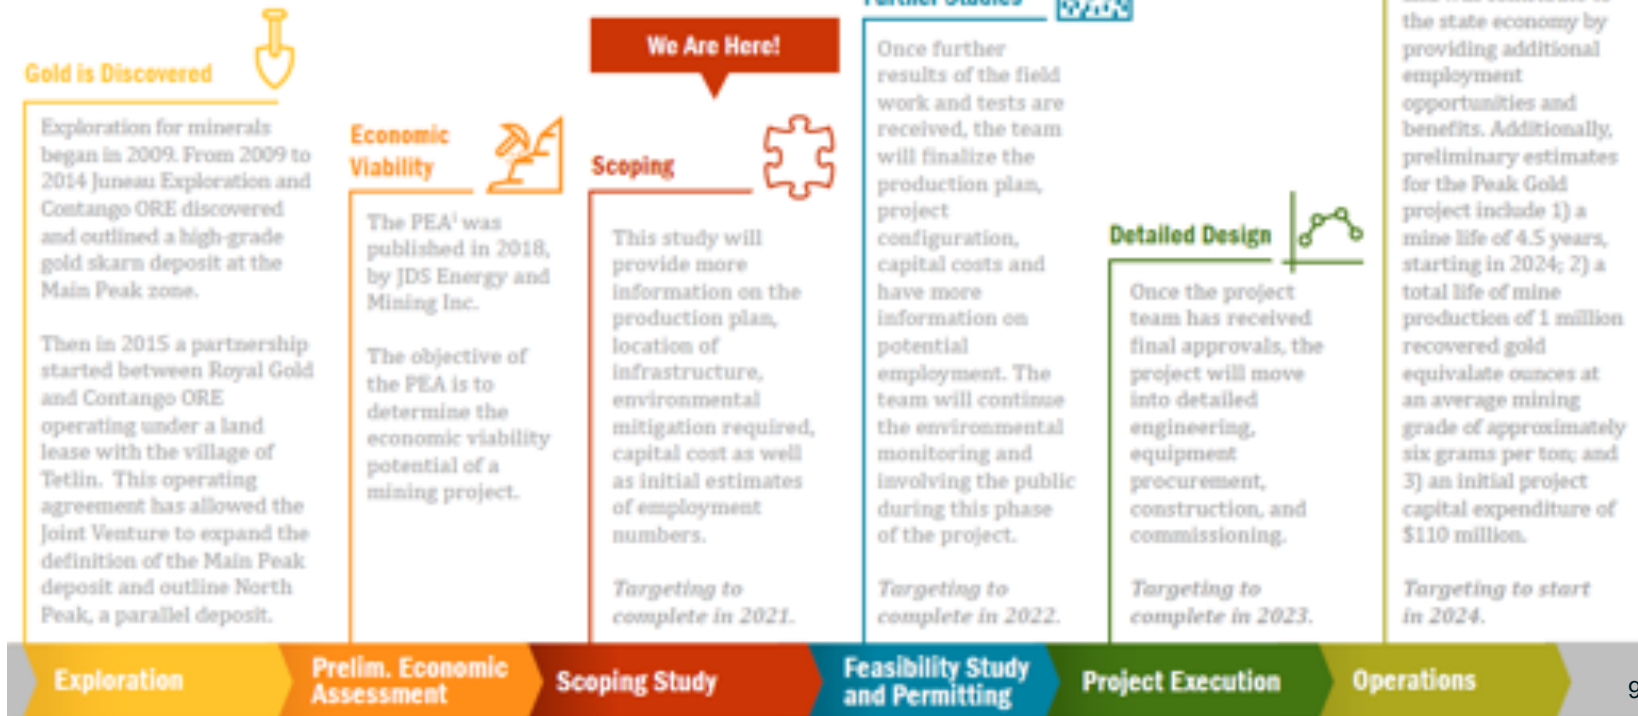 Gold is Discovered
Exploration for minerals
began in 2009. From 2009 to
2014 Juneau Exploration and
Contango ORE discovered
and outlined a high-grade
gold skarn deposit at the
Main Peak zone.
Then in 2015 a partnership
started between Royal Gold
and Contango ORE
operating under a land
lease with the village of
Tetlin. This operating
agreement has allowed the
Joint Venture to expand the
definition of the Main Peak
deposit and outline North
Peak, a parallel deposit.
Exploration
Economic
Viability
The PEA¹ was
published in 2018,
by JDS Energy and
Mining Inc.
The objective of
the PEA is to
determine the
economic viability
potential of a
mining project.
Prelim. Economic
Assessment
We Are Here!
Scoping
This study will
provide more
information on the
production plan,
location of
infrastructure,
environmental
mitigation required,
capital cost as well
as initial estimates
of employment
numbers.
Targeting to
complete in 2021.
Scoping Study
Further Studies
Once further
results of the field
work and tests are
received, the team
will finalize the
production plan,
project
configuration,
capital costs and
have more
information on
potential
employment. The
team will continue
the environmental
monitoring and
involving the public
during this phase
of the project.
Targeting to
complete in 2022.
Feasibility Study
and Permitting
Detailed Design
Once the project
team has received
final approvals, the
project will move
into detailed
engineering,
equipment
procurement,
construction, and
commissioning.
Targeting to
complete in 2023.
Project Execution
the state economy by
providing additional
employment
opportunities and
benefits. Additionally,
preliminary estimates
for the Peak Gold
project include 1) a
mine life of 4.5 years,
starting in 2024; 2) a
total life of mine
production of 1 million
recovered gold
equivalate ounces at
an average mining
grade of approximately
six grams per ton; and
3) an initial project
capital expenditure of
$110 million.
Targeting to start
in 2024.
Operations
9